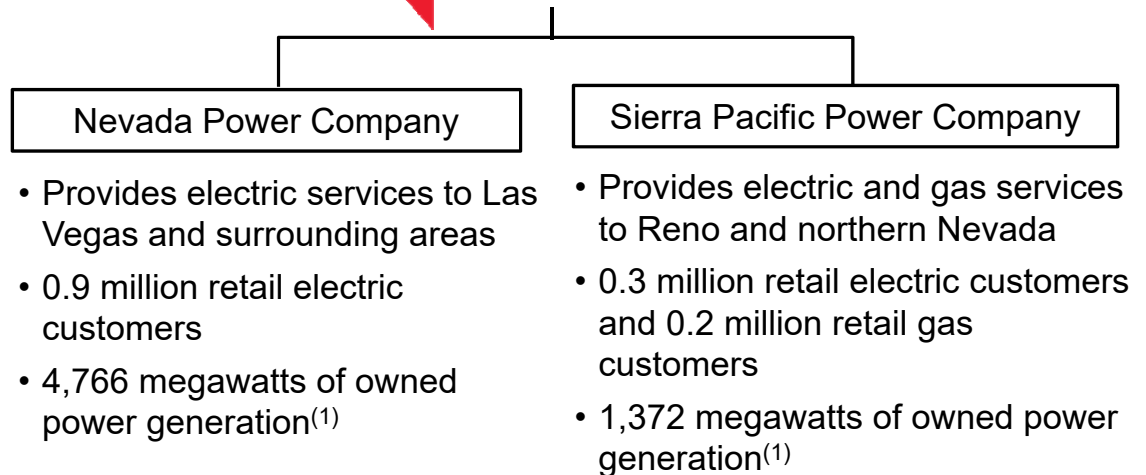 Nevada Power Company
• Provides electric services to Las
Vegas and surrounding areas
• 0.9 million retail electric
customers
• 4,766 megawatts of owned
power generation(1)
Sierra Pacific Power Company
• Provides electric and gas services
to Reno and northern Nevada
• 0.3 million retail electric customers
and 0.2 million retail gas
customers
• 1,372 megawatts of owned power
generation(1)